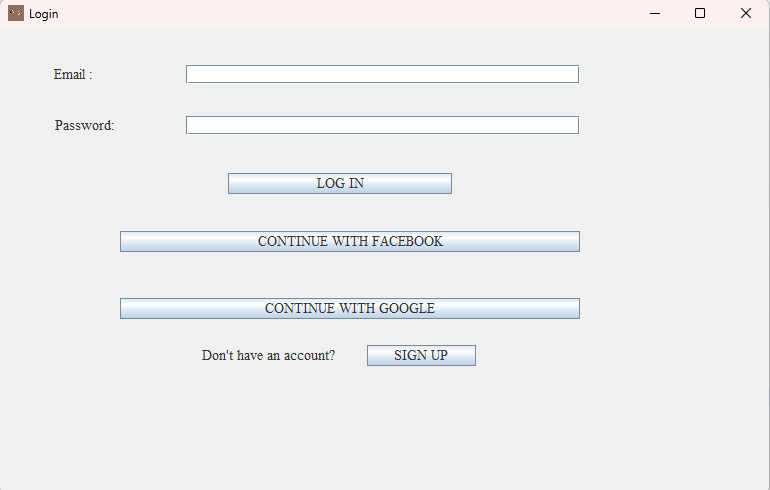 Login
Email :
Password:
LOG IN
CONTINUE WITH FACEBOOK
CONTINUE WITH GOOGLE
Don't have an account? SIGN UP